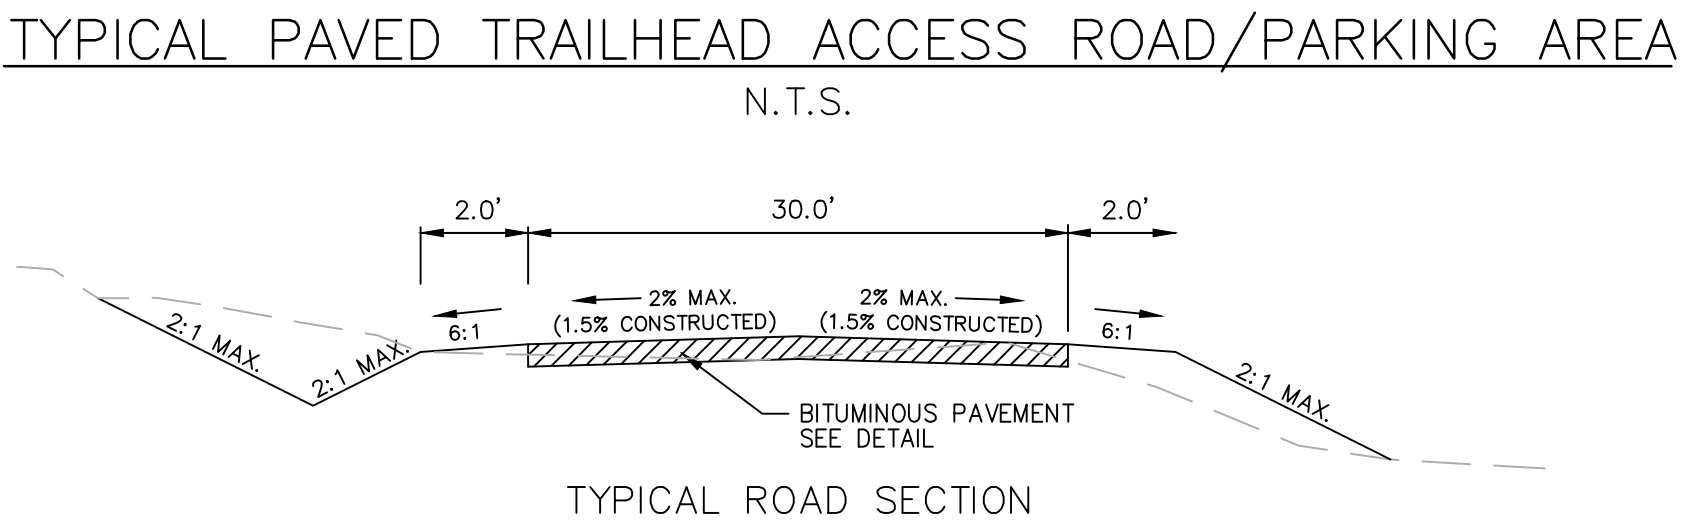 TYPICAL PAVED TRAILHEAD ACCESS ROAD/PARKING AREA
N.T.S.
2.0' 30.0' 2.0'
2% MAX. 2% MAX.
(1.5% CONSTRUCTED) (1.5% CONSTRUCTED)
6:1 6:1
2:1 MAX. 2:1 MAX. 2:1 MAX.
BITUMINOUS PAVEMENT
SEE DETAIL
TYPICAL ROAD SECTION